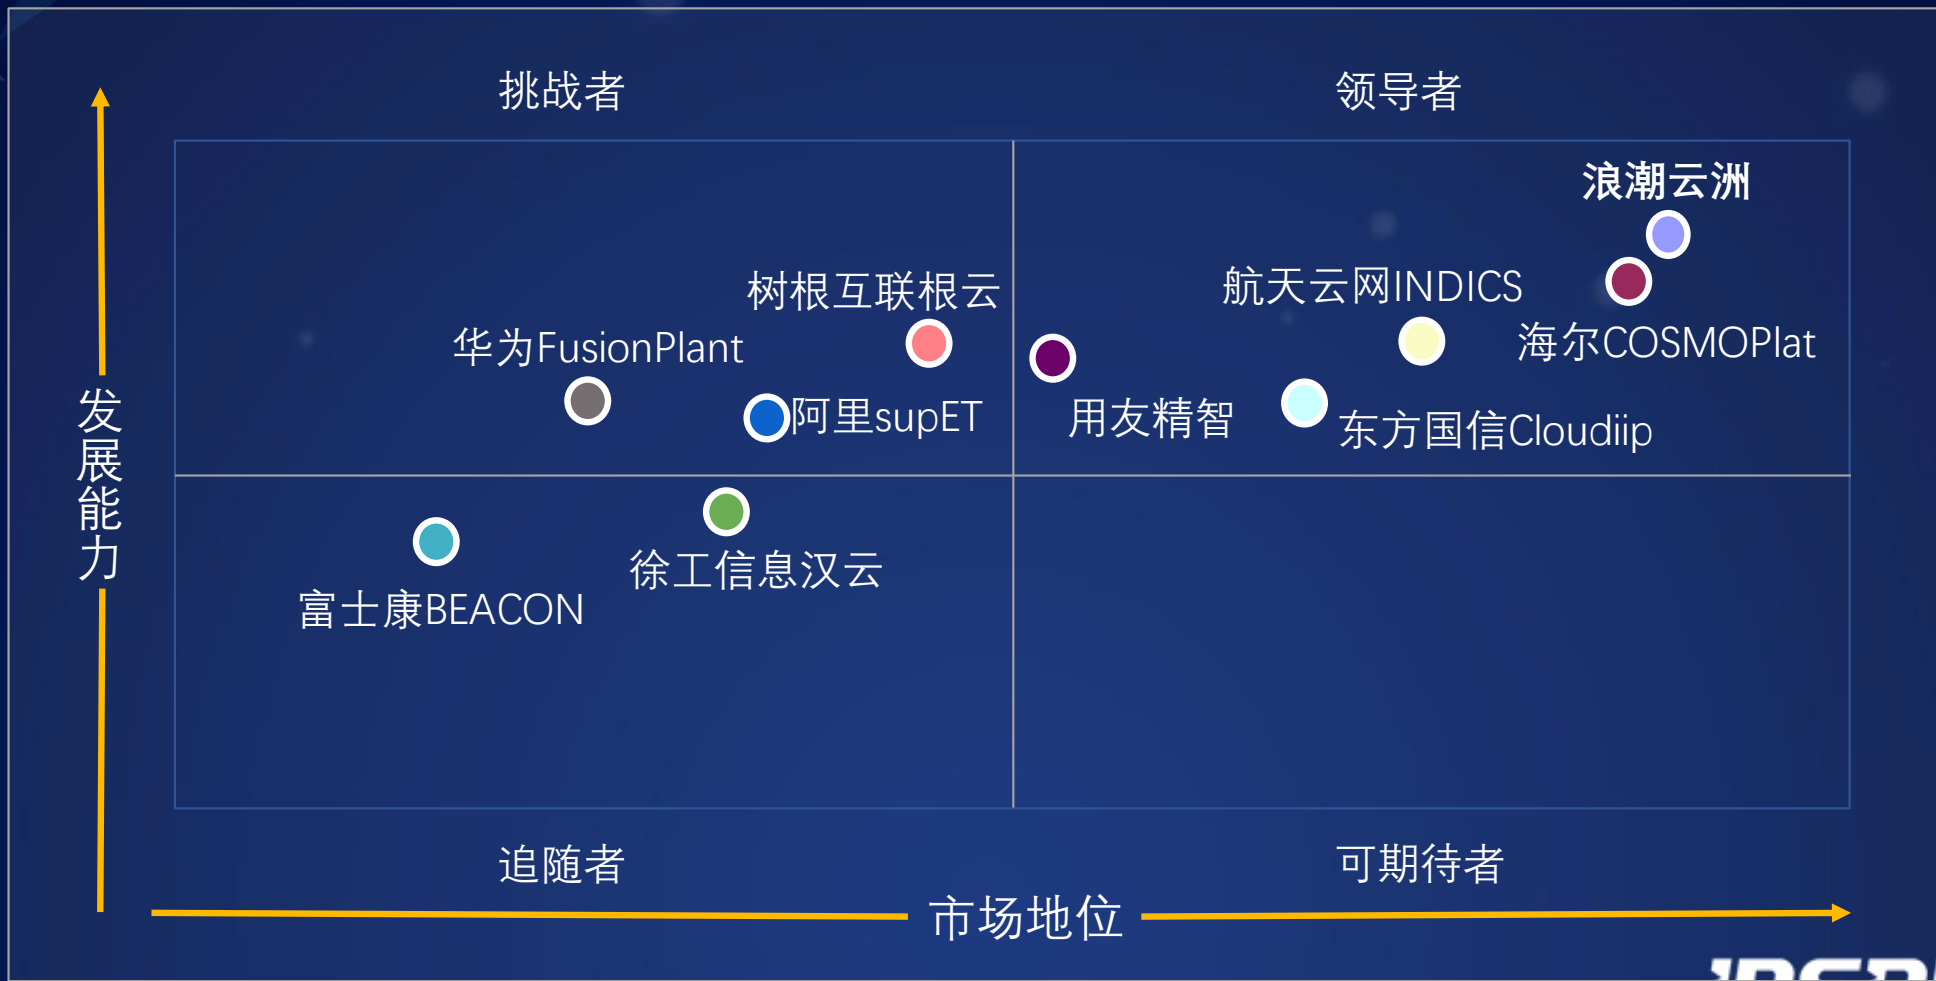 挑战者
领导者
浪潮云洲
航天云网INDICS
树根互联根云
海尔COSMOPlat
华为FusionPlant
阿里supET
用友精智
东方国信Cloudiip
发展能力
徐工信息汉云
富士康BEACON
追随者
可期待者
市场地位